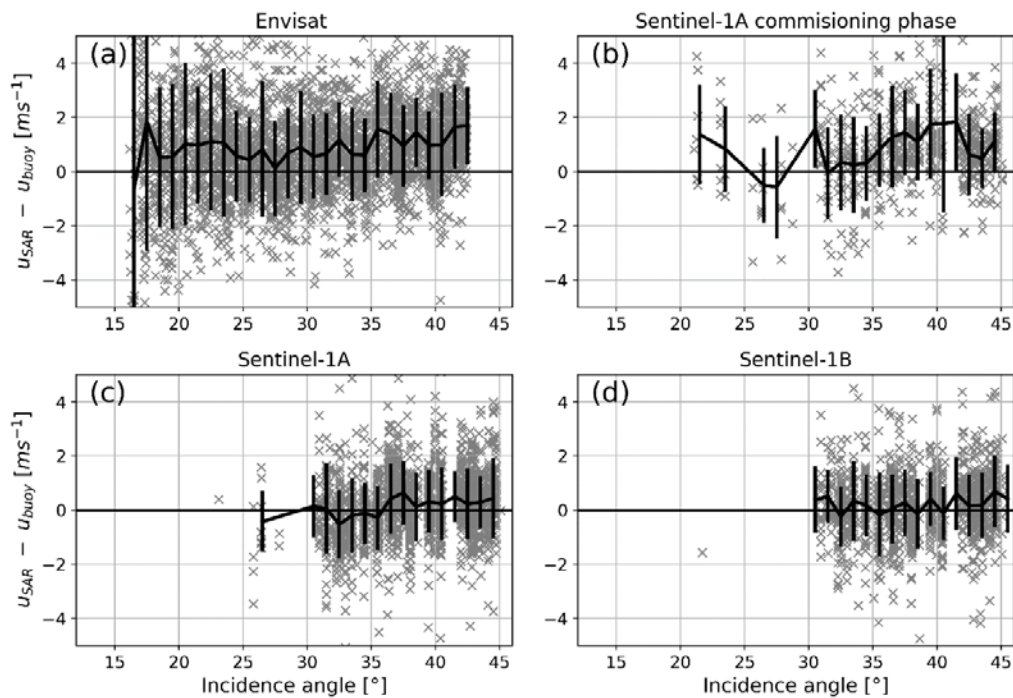 Envisat
Sentinel-1A commisioning phase
(a)
(b)
4
2
0
−2
−4
u_SAR − u_buoy [ms⁻¹]
15 20 25 30 35 40 45
4
2
0
−2
−4
15 20 25 30 35 40 45
Sentinel-1A
Sentinel-1B
(c)
(d)
4
2
0
−2
−4
u_SAR − u_buoy [ms⁻¹]
15 20 25 30 35 40 45
Incidence angle [°]
4
2
0
−2
−4
15 20 25 30 35 40 45
Incidence angle [°]